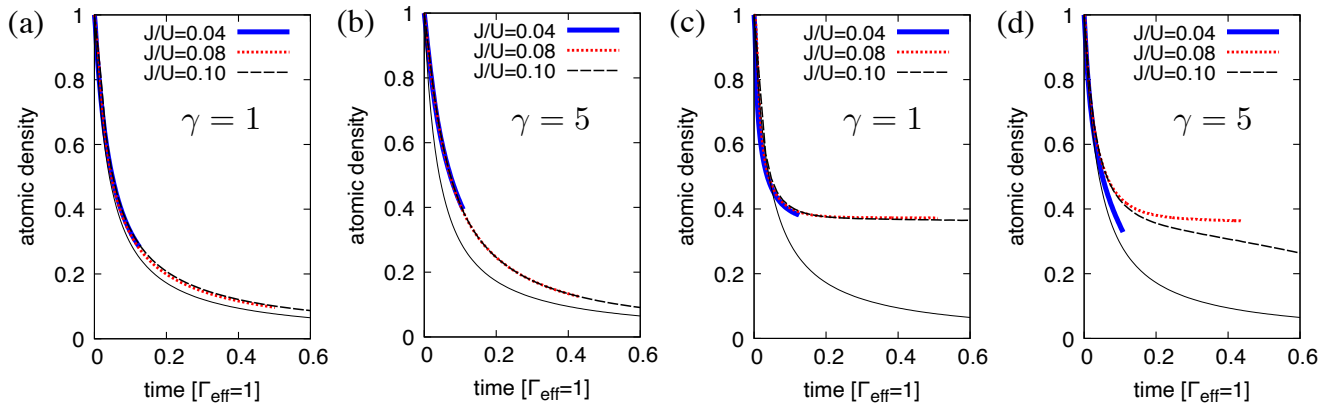 (a)
J/U=0.04
J/U=0.08
J/U=0.10
γ = 1
atomic density
1
0.8
0.6
0.4
0.2
0
0 0.2 0.4 0.6
time [Γeff=1]
(b)
J/U=0.04
J/U=0.08
J/U=0.10
γ = 5
atomic density
1
0.8
0.6
0.4
0.2
0
0 0.2 0.4 0.6
time [Γeff=1]
(c)
J/U=0.04
J/U=0.08
J/U=0.10
γ = 1
atomic density
1
0.8
0.6
0.4
0.2
0
0 0.2 0.4 0.6
time [Γeff=1]
(d)
J/U=0.04
J/U=0.08
J/U=0.10
γ = 5
atomic density
1
0.8
0.6
0.4
0.2
0
0 0.2 0.4 0.6
time [Γeff=1]